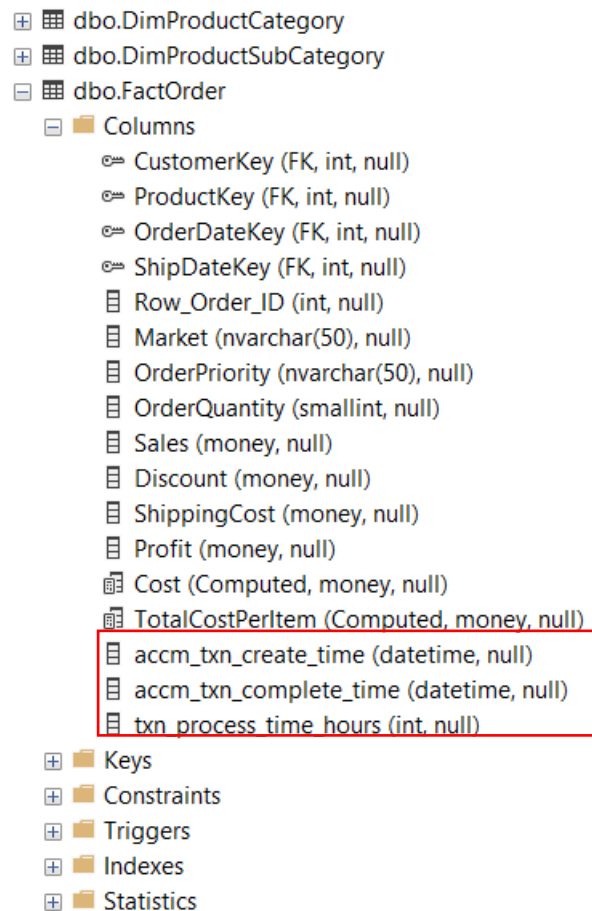 dbo.DimProductCategory
dbo.DimProductSubCategory
dbo.FactOrder
Columns
CustomerKey (FK, int, null)
ProductKey (FK, int, null)
OrderDateKey (FK, int, null)
ShipDateKey (FK, int, null)
Row_Order_ID (int, null)
Market (nvarchar(50), null)
OrderPriority (nvarchar(50), null)
OrderQuantity (smallint, null)
Sales (money, null)
Discount (money, null)
ShippingCost (money, null)
Profit (money, null)
Cost (Computed, money, null)
TotalCostPerItem (Computed, money, null)
accm_txn_create_time (datetime, null)
accm_txn_complete_time (datetime, null)
txn_process_time_hours (int, null)
Keys
Constraints
Triggers
Indexes
Statistics